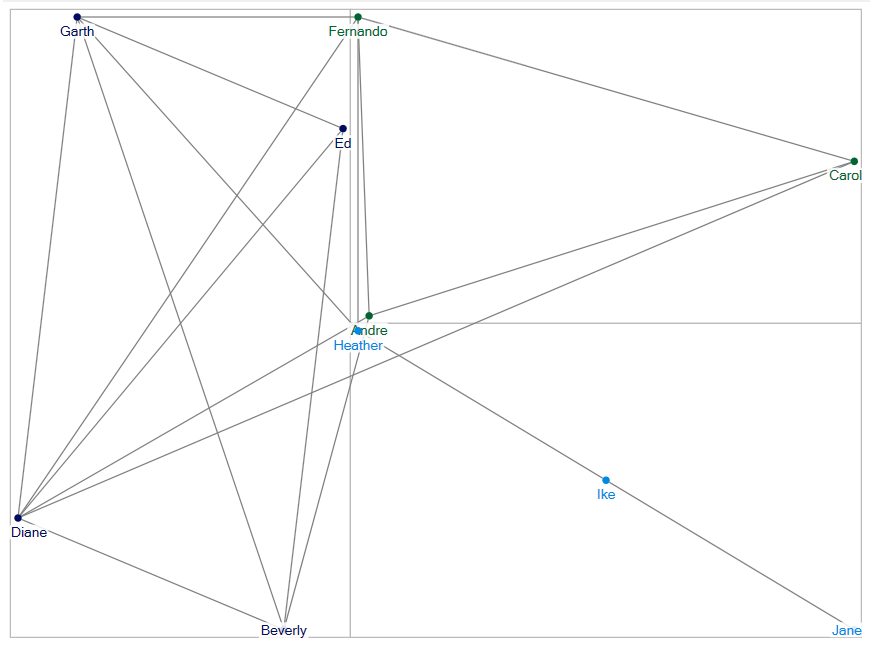 Garth
Fernando
Ed
Carol
Andre
Heather
Ike
Diane
Beverly
Jane